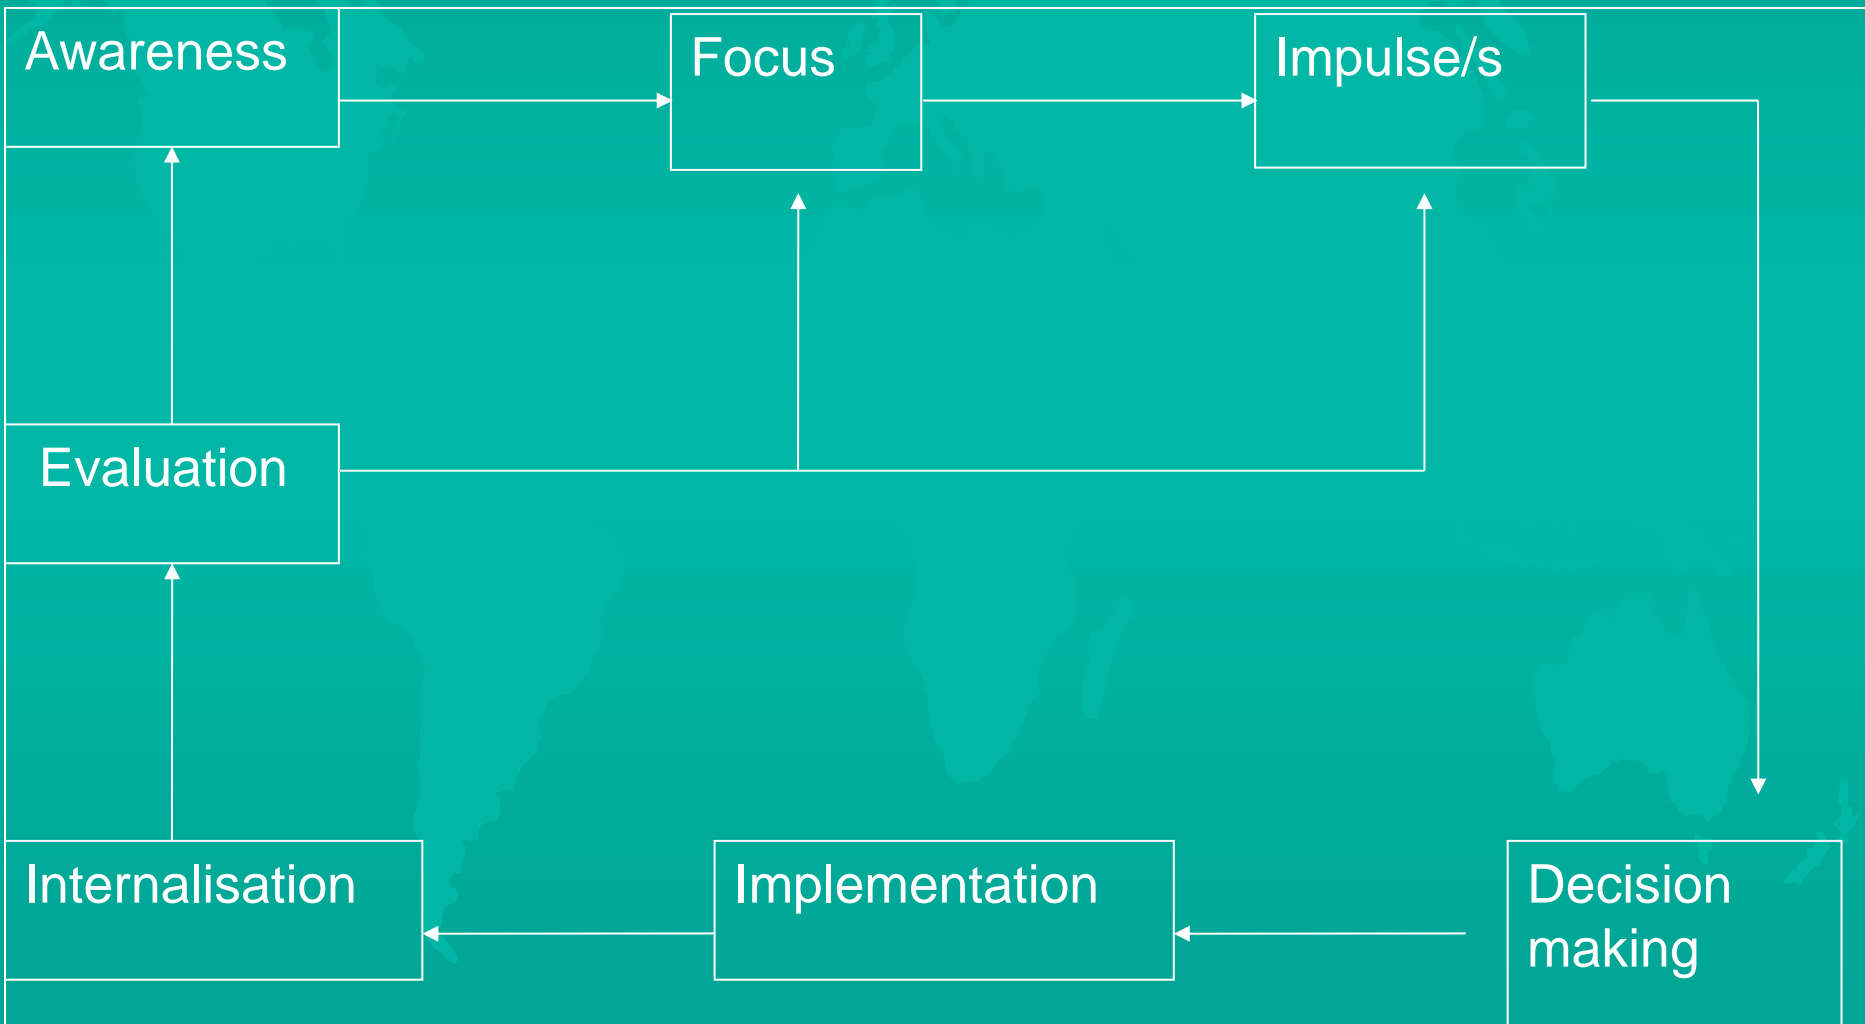 Awareness
Focus
Impulse/s
Evaluation
Internalisation
Implementation
Decision
making